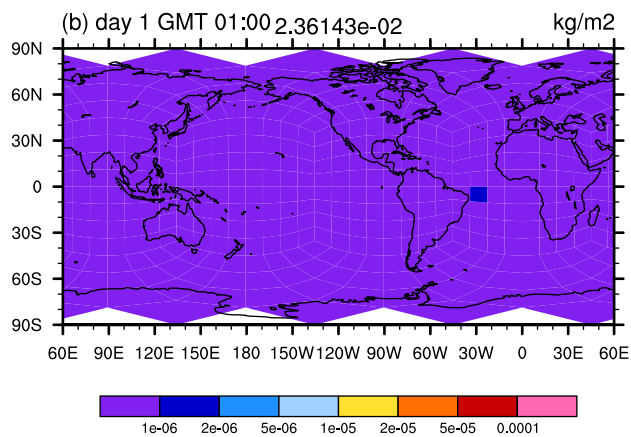 (b) day 1 GMT 01:00 2.36143e-02 kg/m2
90N
60N
30N
0
30S
60S
90S
60E 90E 120E 150E 180 150W 120W 90W 60W 30W 0 30E 60E
1e-06 2e-06 5e-06 1e-05 2e-05 5e-05 0.0001